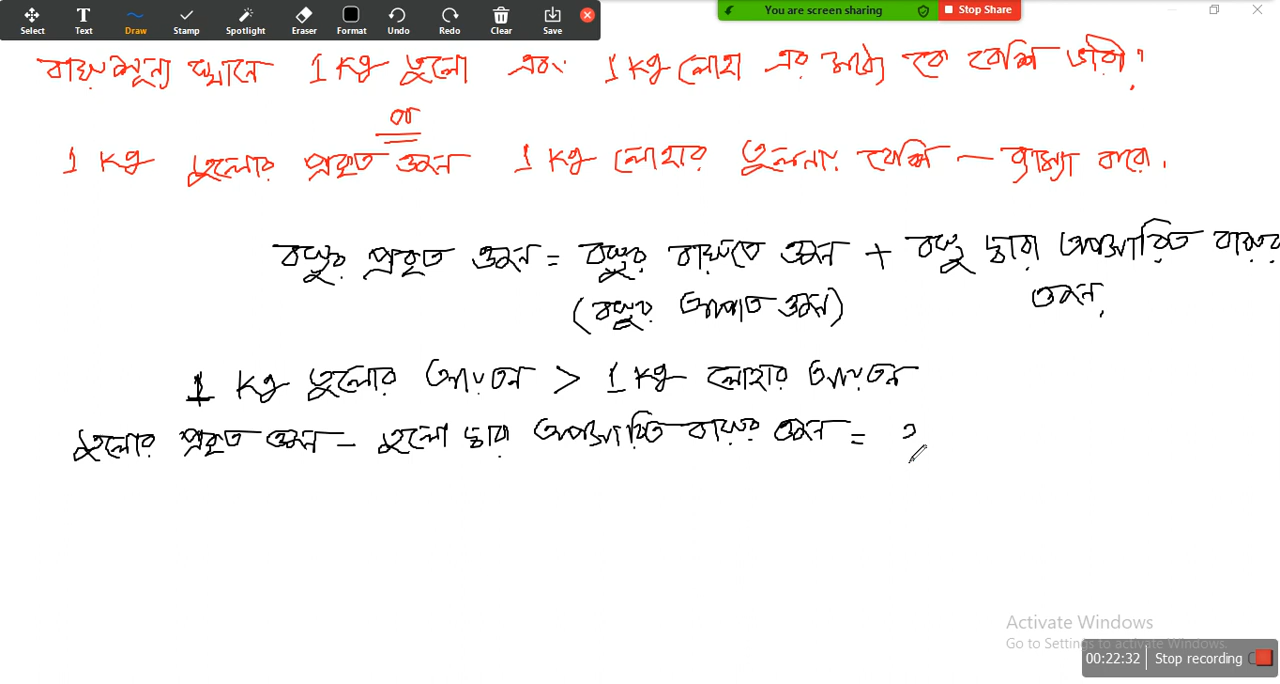 Select Text Draw Stamp Spotlight Eraser Format Undo Redo Clear Save
You are screen sharing Stop Share
বায়ুশূন্য স্থানে 1 Kg তুলো এবং 1 Kg লোহা এর মধ্যে কে বেশি ভারী?
বা
1 Kg তুলোর প্রকৃত ওজন 1 Kg লোহার তুলনায় বেশি — ব্যাখ্যা করো।
বস্তুর প্রকৃত ওজন = বস্তুর বায়ুতে ওজন + বস্তু দ্বারা অপসারিত বায়ুর
(বস্তুর আপাত ওজন) ওজন,
1 Kg তুলোর আয়তন > 1 Kg লোহার আয়তন
তুলোর প্রকৃত ওজন - তুলো দ্বারা অপসারিত বায়ুর ওজন =
Activate Windows
Go to Settings to activate Windows.
00:22:32 Stop recording